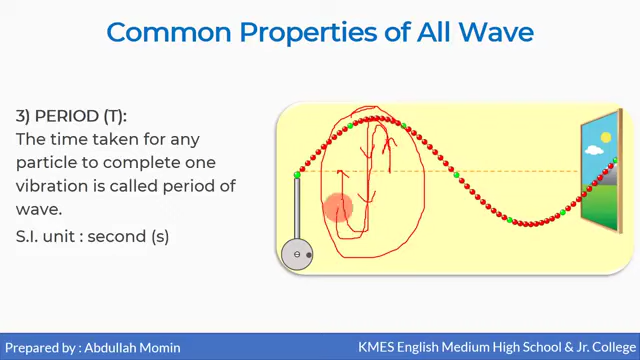 Common Properties of All Wave
3) PERIOD (T):
The time taken for any
particle to complete one
vibration is called period of
wave.
S.I. unit : second (s)
Prepared by : Abdullah Momin
KMES English Medium High School & Jr. College